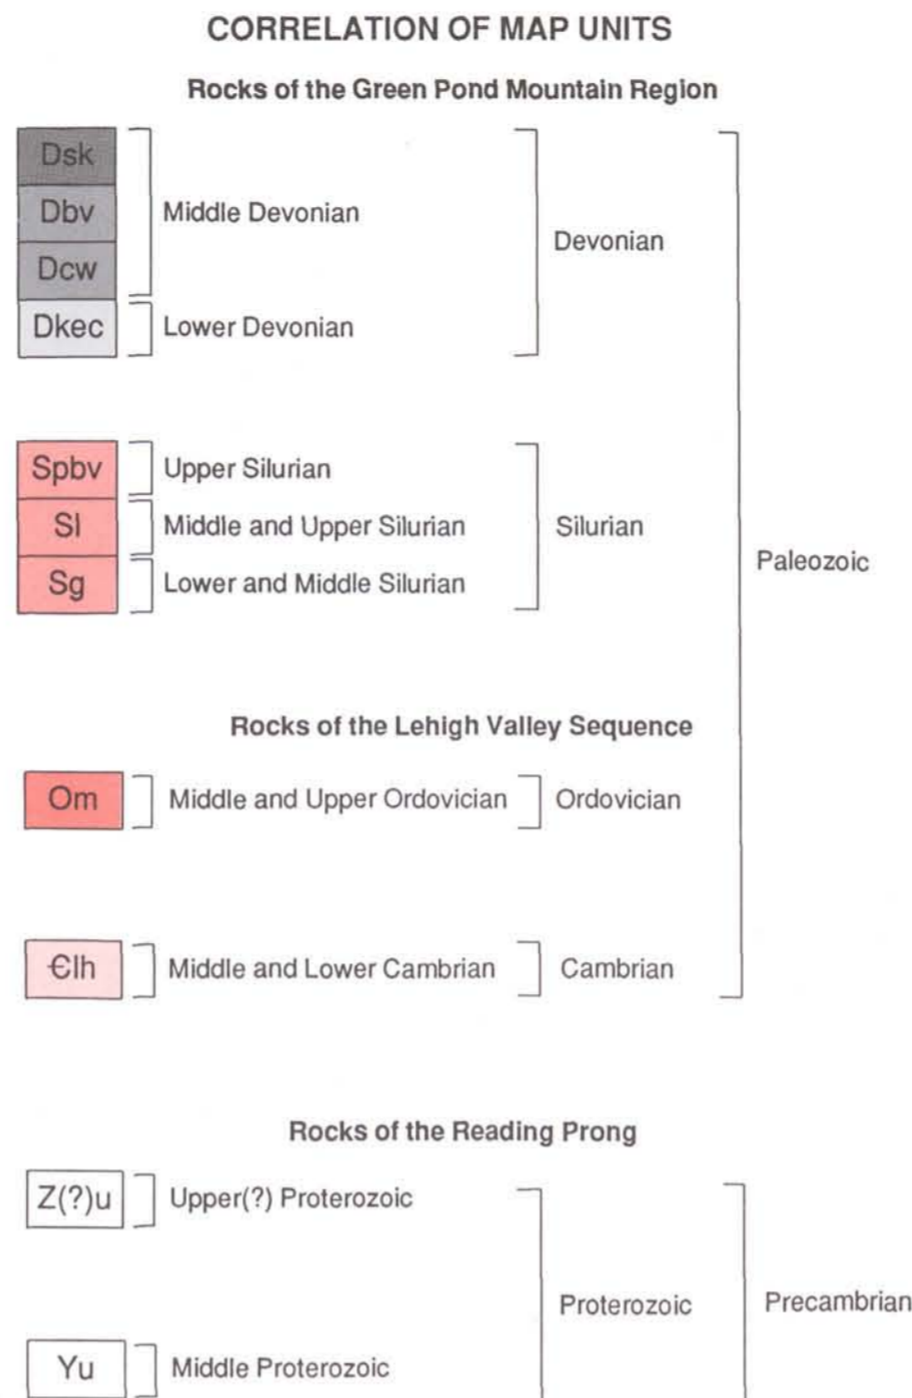 CORRELATION OF MAP UNITS
Rocks of the Green Pond Mountain Region
Dsk
Dbv
Middle Devonian
Devonian
Dcw
Dkec
Lower Devonian
Spbv
Upper Silurian
Sl
Middle and Upper Silurian
Silurian
Sg
Lower and Middle Silurian
Paleozoic
Rocks of the Lehigh Valley Sequence
Om
Middle and Upper Ordovician
Ordovician
Єlh
Middle and Lower Cambrian
Cambrian
Rocks of the Reading Prong
Z(?)u
Upper(?) Proterozoic
Proterozoic
Precambrian
Yu
Middle Proterozoic